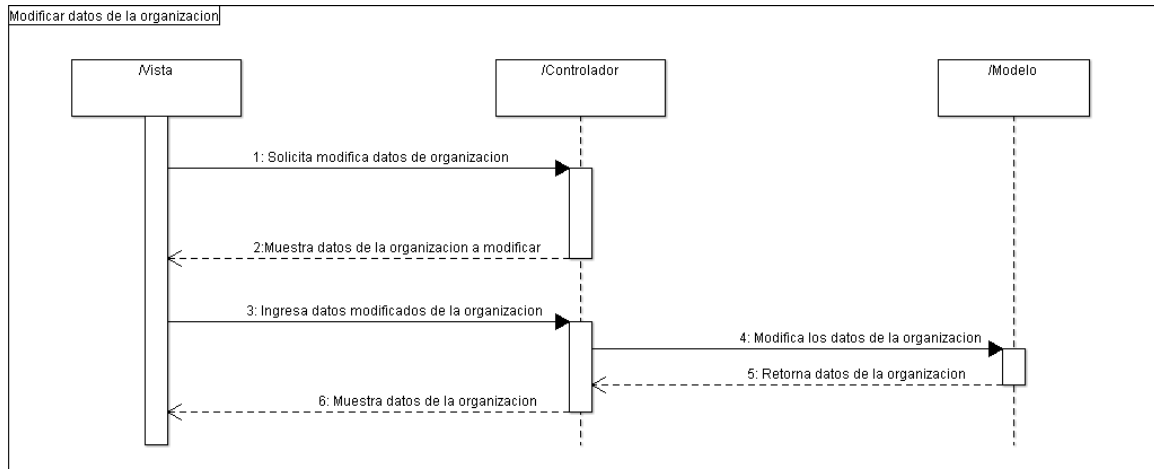 Modificar datos de la organizacion
/Vista
/Controlador
/Modelo
1: Solicita modifica datos de organizacion
2:Muestra datos de la organizacion a modificar
3: Ingresa datos modificados de la organizacion
4: Modifica los datos de la organizacion
5: Retorna datos de la organizacion
6: Muestra datos de la organizacion